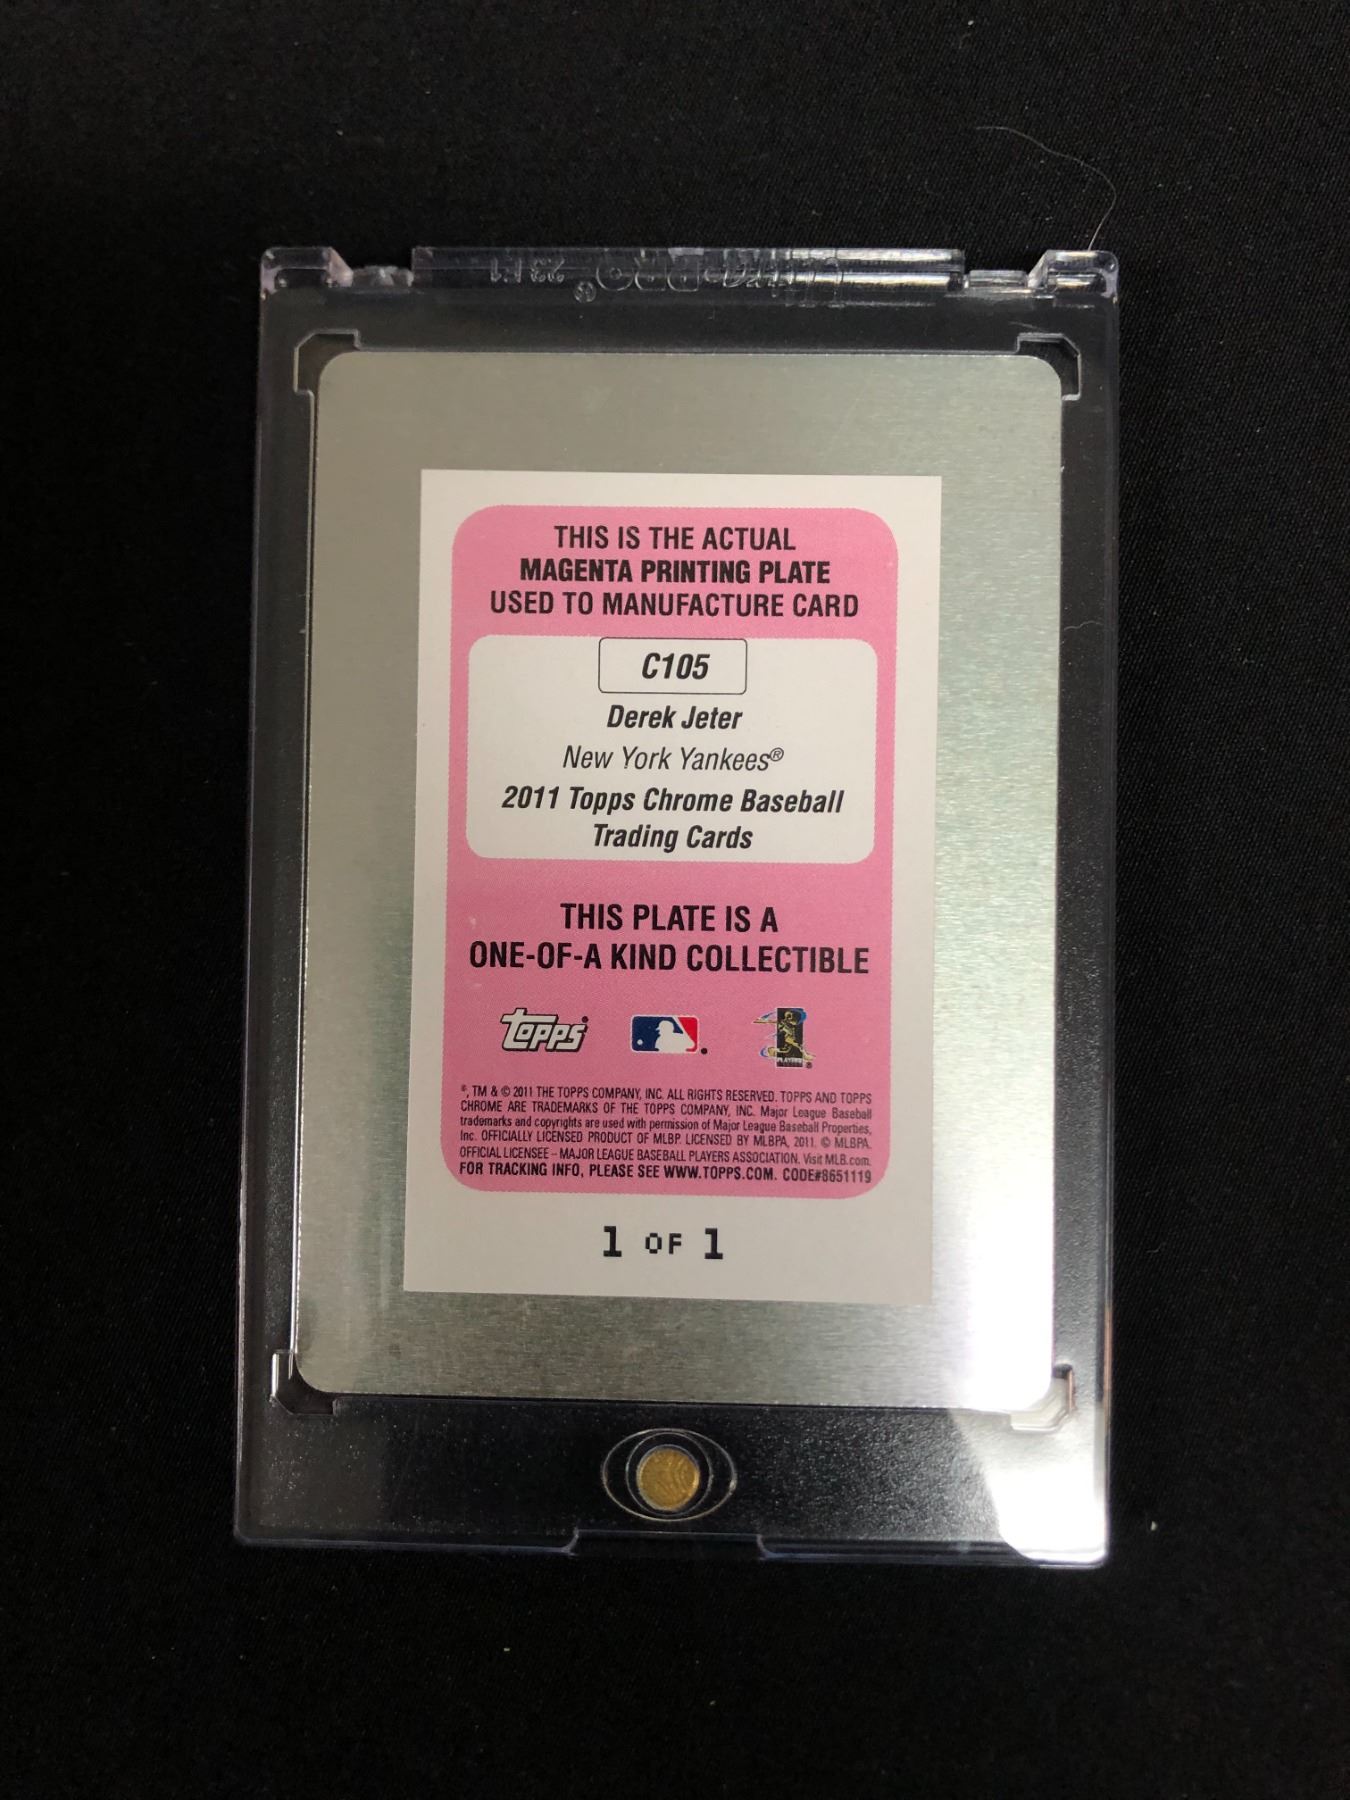 ULTRA•PRO® 23 E1
THIS IS THE ACTUAL
MAGENTA PRINTING PLATE
USED TO MANUFACTURE CARD
C105
Derek Jeter
New York Yankees®
2011 Topps Chrome Baseball
Trading Cards
THIS PLATE IS A
ONE-OF-A KIND COLLECTIBLE
topps®
PLAYERS ®
®, TM & © 2011 THE TOPPS COMPANY, INC. ALL RIGHTS RESERVED. TOPPS AND TOPPS
CHROME ARE TRADEMARKS OF THE TOPPS COMPANY, INC. Major League Baseball
trademarks and copyrights are used with permission of Major League Baseball Properties,
Inc. OFFICIALLY LICENSED PRODUCT OF MLBP. LICENSED BY MLBPA, 2011. © MLBPA.
OFFICIAL LICENSEE – MAJOR LEAGUE BASEBALL PLAYERS ASSOCIATION. Visit MLB.com.
FOR TRACKING INFO, PLEASE SEE WWW.TOPPS.COM. CODE#8651119
1 OF 1